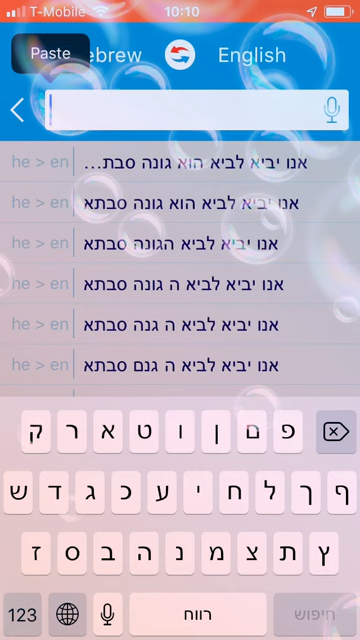 T-Mobile 10:10
Paste ebrew English
he > en אנו יביא לביא הוא גונה סבת...
he > en אנו יביא לביא הוא גונה סבתא
he > en אנו יביא לביא הגונה סבתא
he > en אנו יביא לביא ה גונה סבתא
he > en אנו יביא לביא ה גנה סבתא
he > en אנו יביא לביא ה גנם סבתא
ק ר א ט ו ן ם פ
ש ד ג כ ע י ח ל ך ף
ז ס ב ה נ מ צ ת ץ
123 רווח חיפוש